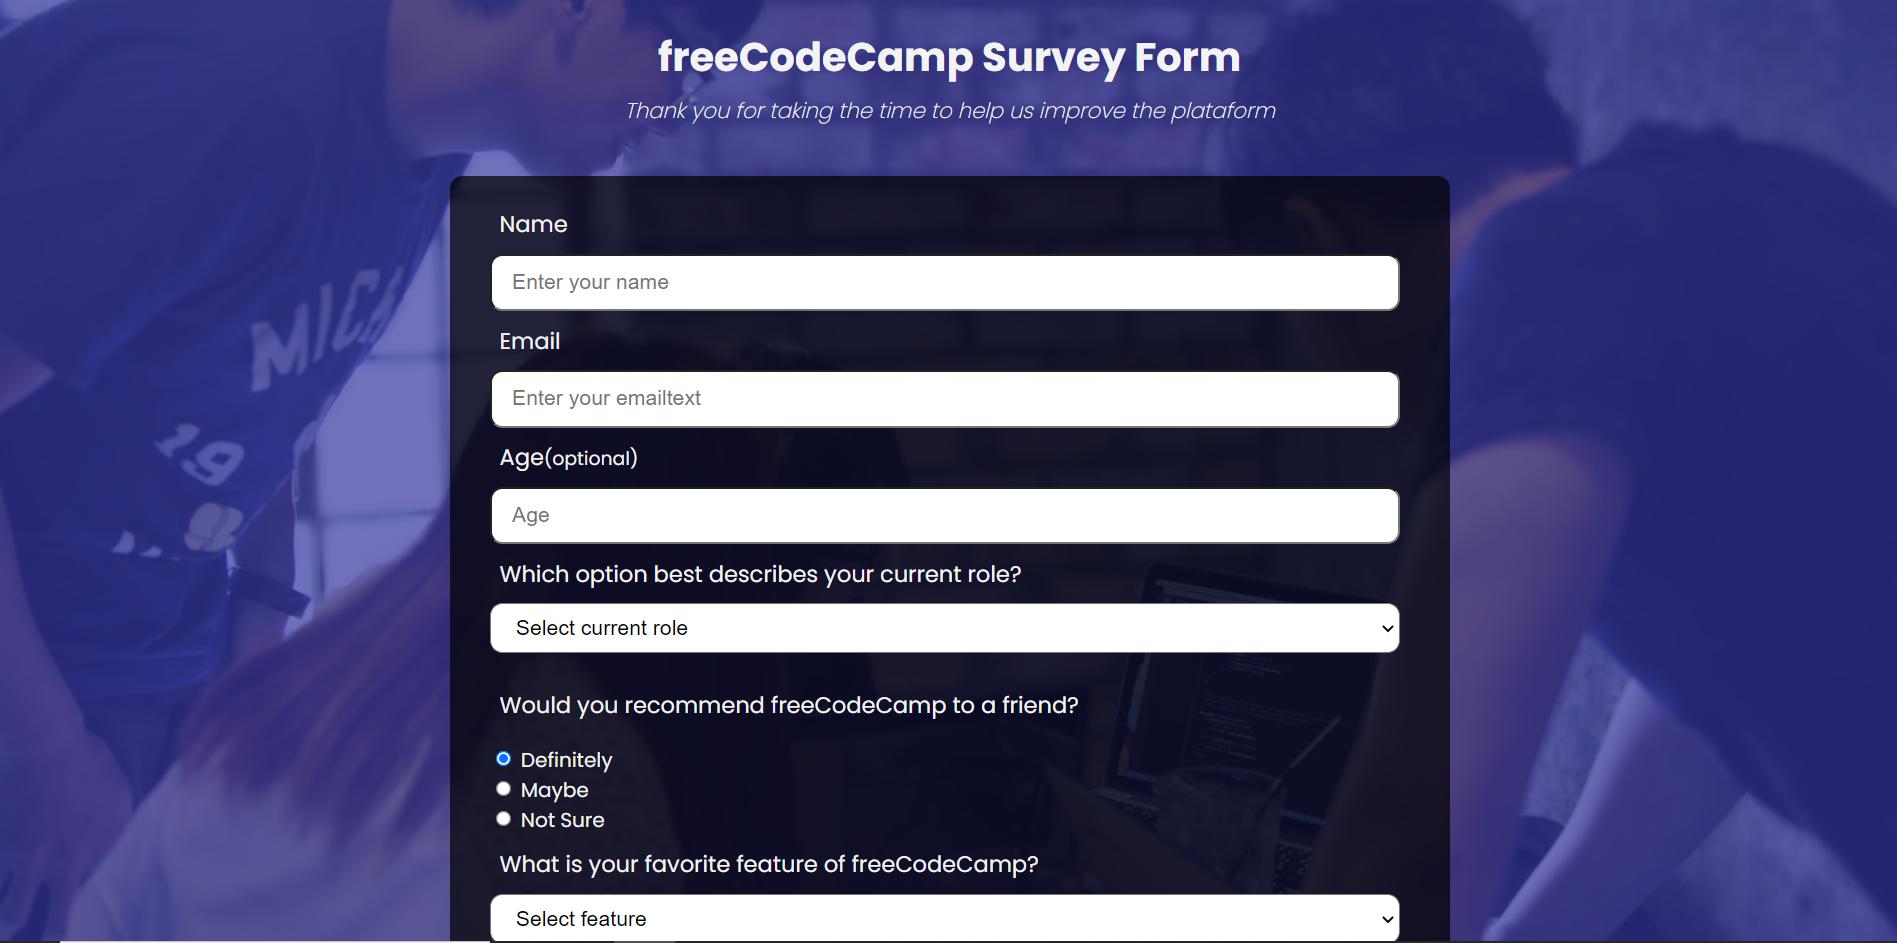 freeCodeCamp Survey Form
Thank you for taking the time to help us improve the plataform
Name
Enter your name
Email
Enter your emailtext
Age(optional)
Age
Which option best describes your current role?
Select current role
Would you recommend freeCodeCamp to a friend?
Definitely
Maybe
Not Sure
What is your favorite feature of freeCodeCamp?
Select feature
19